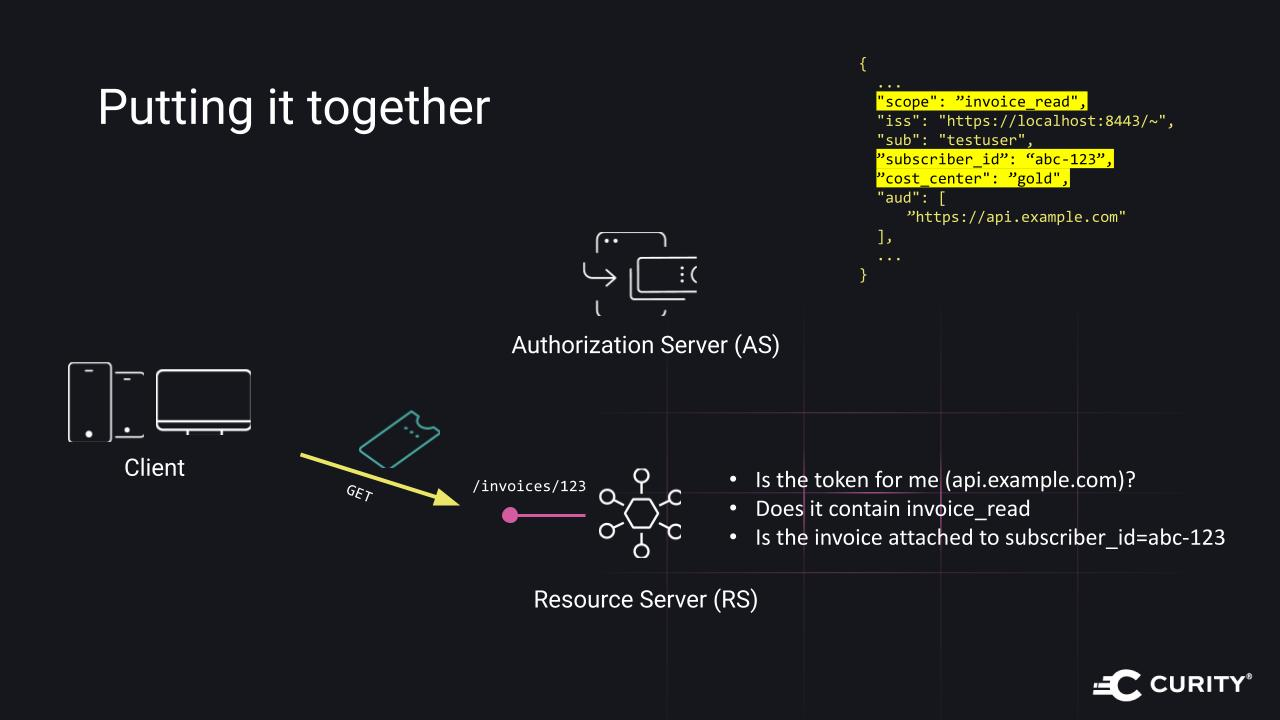 Putting it together
{
...
"scope": ”invoice_read",
"iss": "https://localhost:8443/~",
"sub": "testuser",
”subscriber_id”: “abc-123”,
”cost_center": ”gold",
"aud": [
”https://api.example.com"
],
...
}
Authorization Server (AS)
Client
GET
/invoices/123
• Is the token for me (api.example.com)?
• Does it contain invoice_read
• Is the invoice attached to subscriber_id=abc-123
Resource Server (RS)
CURITY®